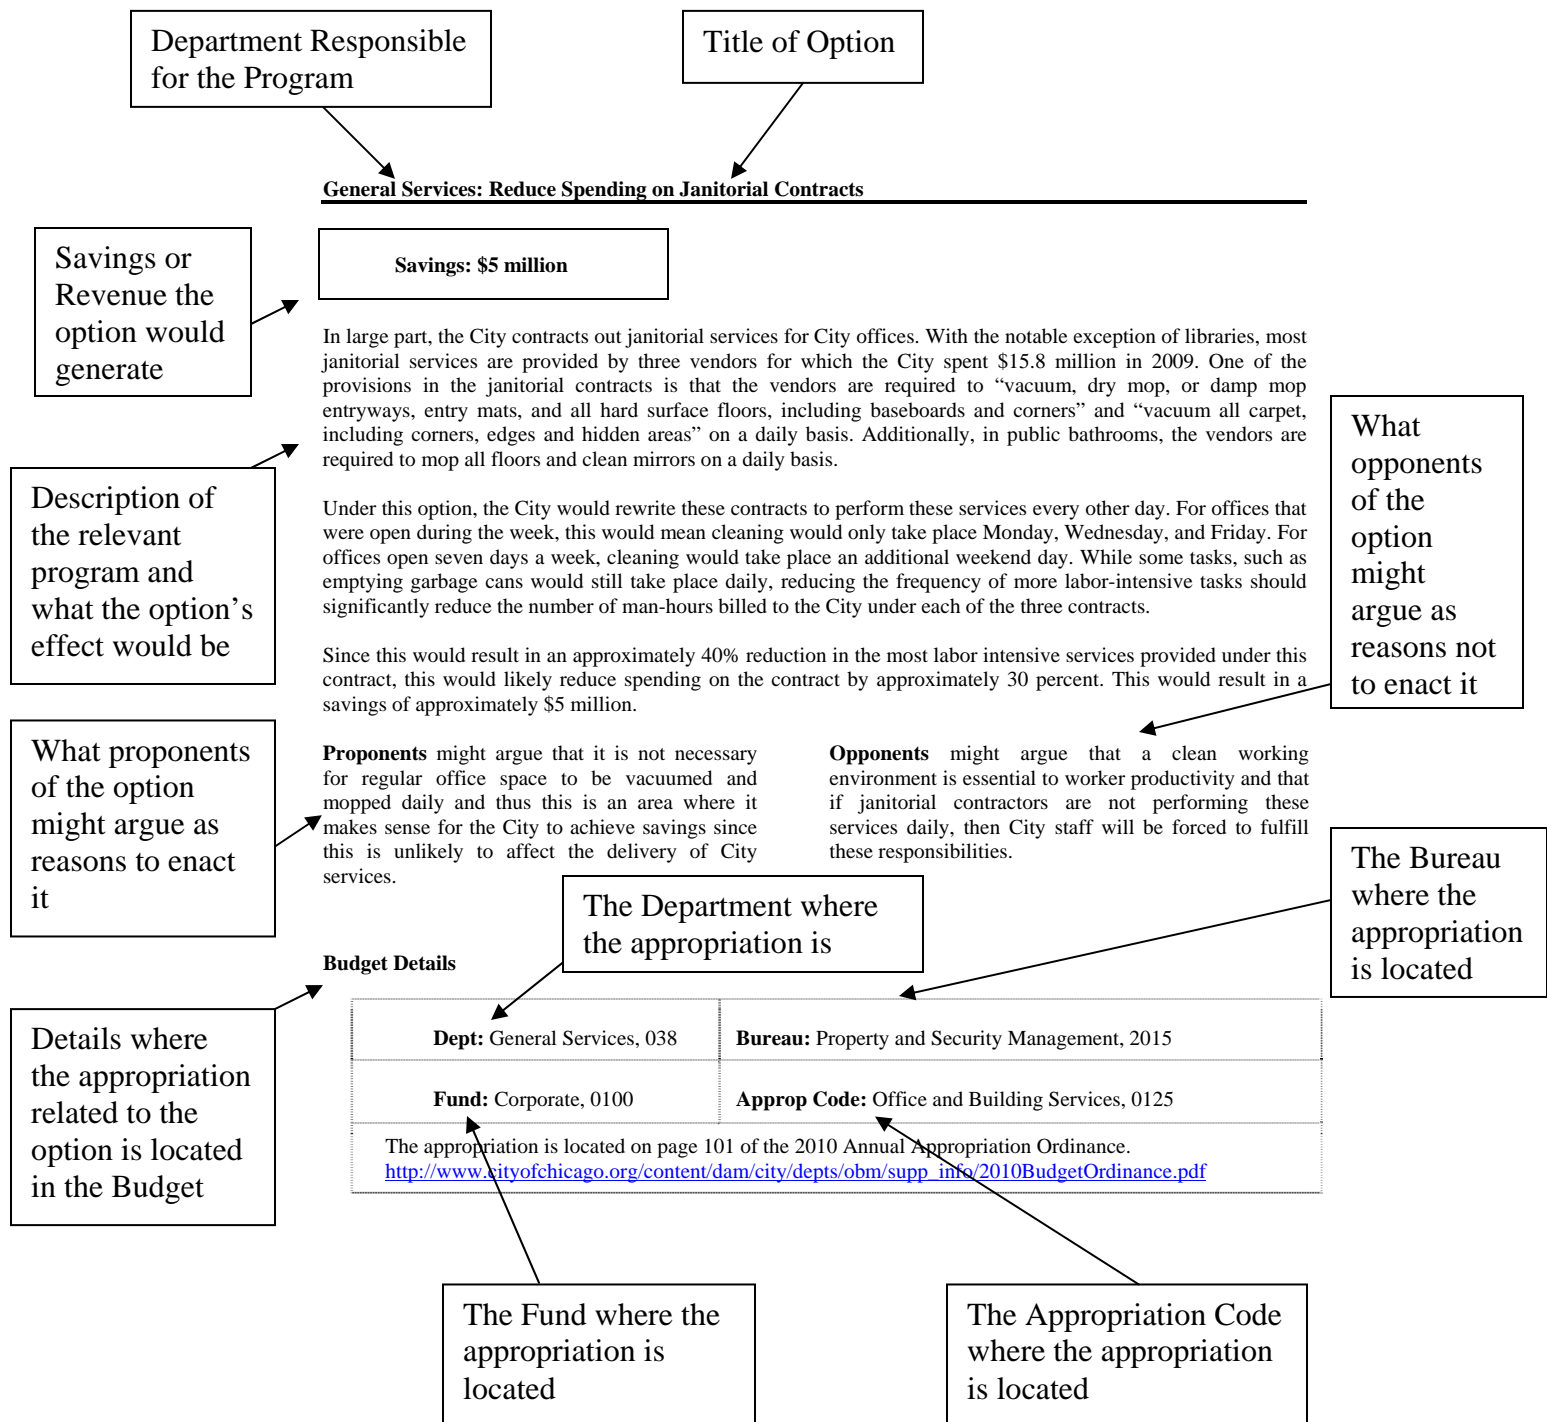 Department Responsible
for the Program
Title of Option
General Services: Reduce Spending on Janitorial Contracts
Savings or
Revenue the
option would
generate
Savings: $5 million
In large part, the City contracts out janitorial services for City offices. With the notable exception of libraries, most
janitorial services are provided by three vendors for which the City spent $15.8 million in 2009. One of the
provisions in the janitorial contracts is that the vendors are required to “vacuum, dry mop, or damp mop
entryways, entry mats, and all hard surface floors, including baseboards and corners” and “vacuum all carpet,
including corners, edges and hidden areas” on a daily basis. Additionally, in public bathrooms, the vendors are
required to mop all floors and clean mirrors on a daily basis.
What
opponents
of the
option
might
argue as
reasons not
to enact it
Description of
the relevant
program and
what the option’s
effect would be
Under this option, the City would rewrite these contracts to perform these services every other day. For offices that
were open during the week, this would mean cleaning would only take place Monday, Wednesday, and Friday. For
offices open seven days a week, cleaning would take place an additional weekend day. While some tasks, such as
emptying garbage cans would still take place daily, reducing the frequency of more labor-intensive tasks should
significantly reduce the number of man-hours billed to the City under each of the three contracts.
Since this would result in an approximately 40% reduction in the most labor intensive services provided under this
contract, this would likely reduce spending on the contract by approximately 30 percent. This would result in a
savings of approximately $5 million.
What proponents
of the option
might argue as
reasons to enact
it
Proponents might argue that it is not necessary
for regular office space to be vacuumed and
mopped daily and thus this is an area where it
makes sense for the City to achieve savings since
this is unlikely to affect the delivery of City
services.
Opponents might argue that a clean working
environment is essential to worker productivity and that
if janitorial contractors are not performing these
services daily, then City staff will be forced to fulfill
these responsibilities.
The Bureau
where the
appropriation
is located
The Department where
the appropriation is
Budget Details
Details where
the appropriation
related to the
option is located
in the Budget
Dept: General Services, 038
Bureau: Property and Security Management, 2015
Fund: Corporate, 0100
Approp Code: Office and Building Services, 0125
The appropriation is located on page 101 of the 2010 Annual Appropriation Ordinance.
http://www.cityofchicago.org/content/dam/city/depts/obm/supp_info/2010BudgetOrdinance.pdf
The Fund where the
appropriation is
located
The Appropriation Code
where the appropriation
is located